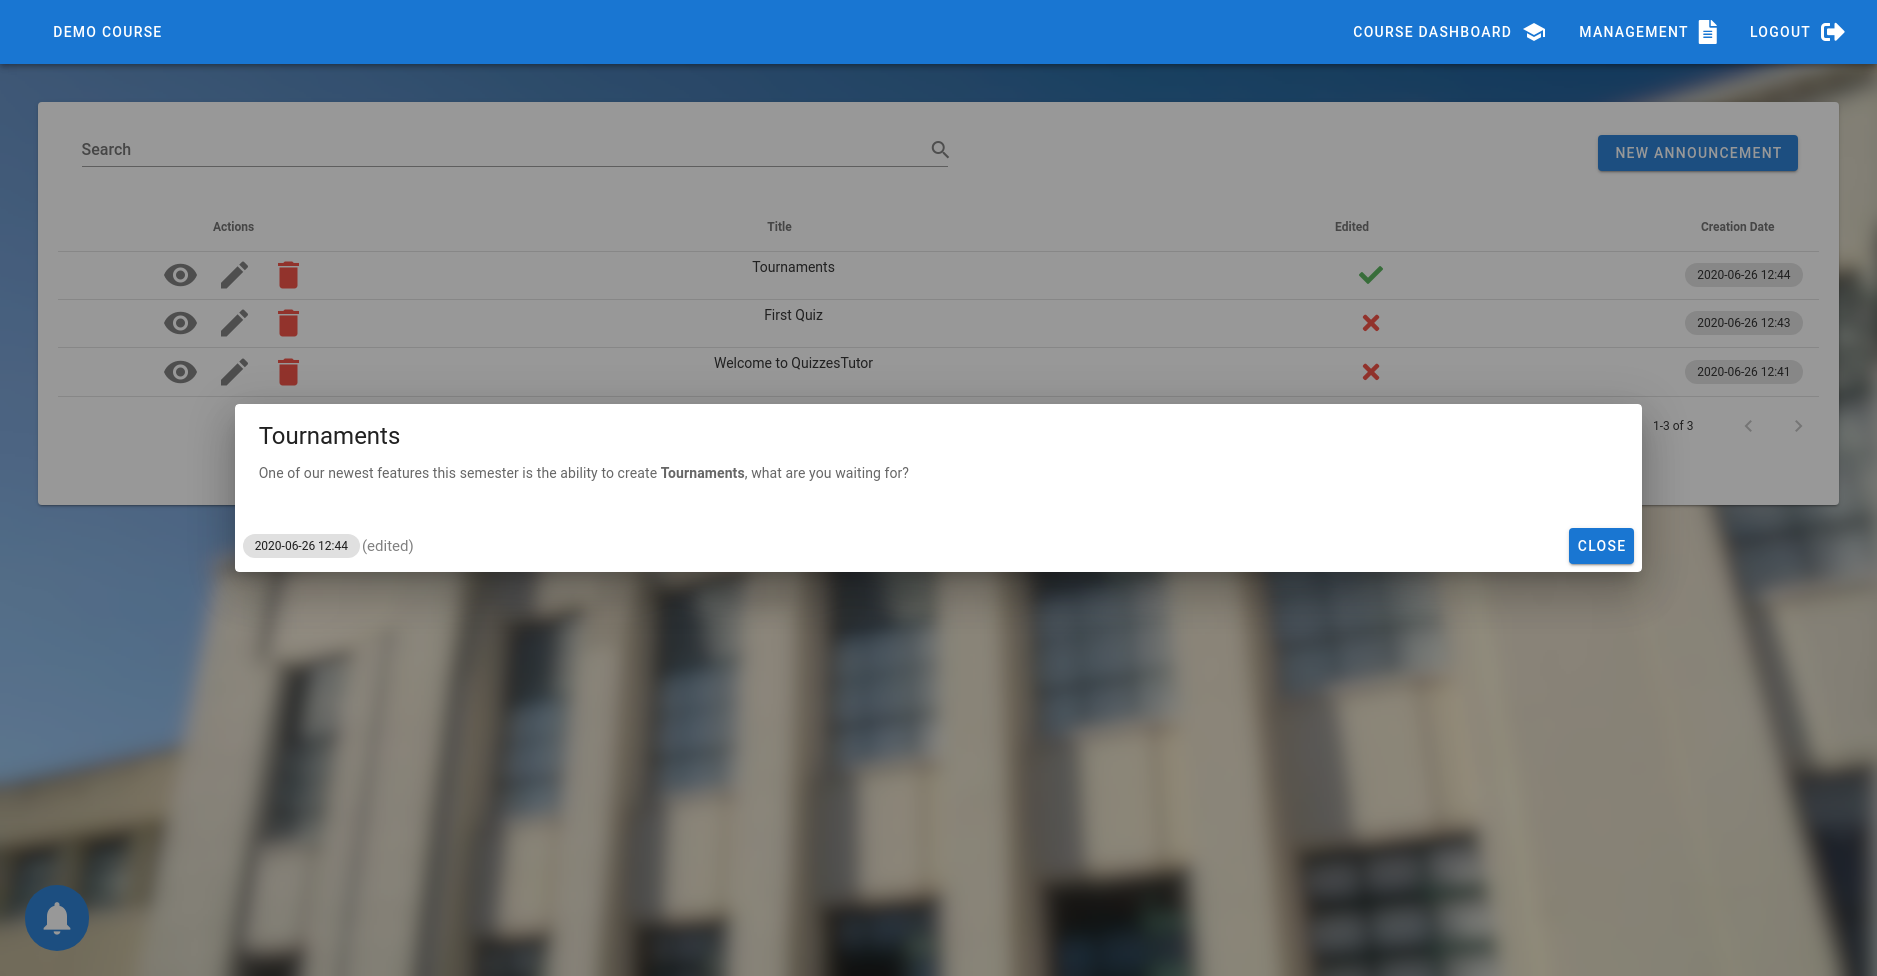 DEMO COURSE
COURSE DASHBOARD
MANAGEMENT
LOGOUT
Search
NEW ANNOUNCEMENT
Actions Title Edited Creation Date
Tournaments 2020-06-26 12:44
First Quiz 2020-06-26 12:43
Welcome to QuizzesTutor 2020-06-26 12:41
1-3 of 3
Tournaments
One of our newest features this semester is the ability to create Tournaments, what are you waiting for?
2020-06-26 12:44 (edited)
CLOSE